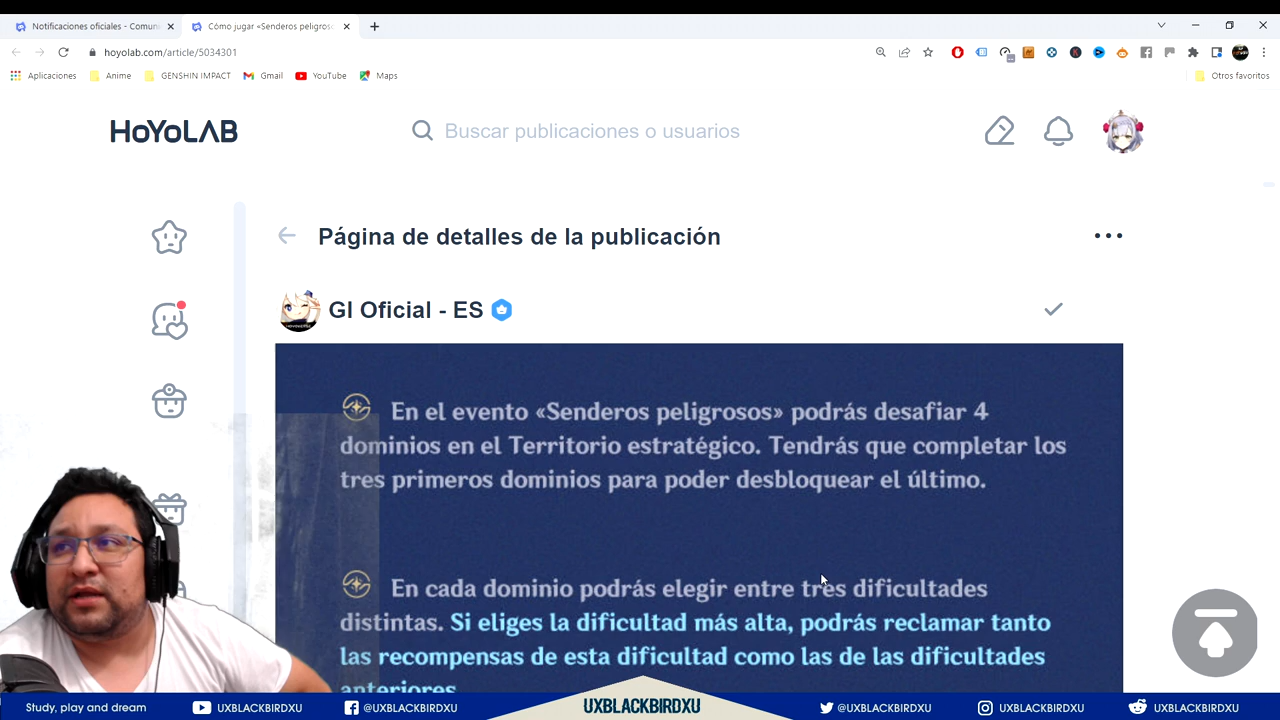 Notificaciones oficiales - Comuni
Cómo jugar «Senderos peligroso
hoyolab.com/article/5034301
Aplicaciones
Anime
GENSHIN IMPACT
Gmail
YouTube
Maps
Otros favoritos
HoYoLAB
Buscar publicaciones o usuarios
Página de detalles de la publicación
GI Oficial - ES
En el evento «Senderos peligrosos» podrás desafiar 4
dominios en el Territorio estratégico. Tendrás que completar los
tres primeros dominios para poder desbloquear el último.
En cada dominio podrás elegir entre tres dificultades
distintas. Si eliges la dificultad más alta, podrás reclamar tanto
las recompensas de esta dificultad como las de las dificultades
anteriores.
Study, play and dream
UXBLACKBIRDXU
@UXBLACKBIRDXU
UXBLACKBIRDXU
@UXBLACKBIRDXU
UXBLACKBIRDXU
UXBLACKBIRDXU